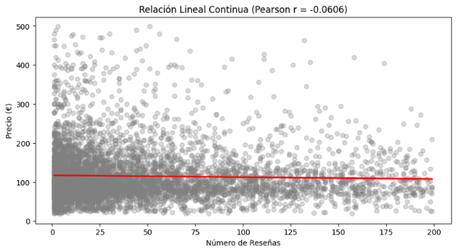 Relación Lineal Continua (Pearson r = -0.0606)
Precio (€)
500
400
300
200
100
0
0 25 50 75 100 125 150 175 200
Número de Reseñas